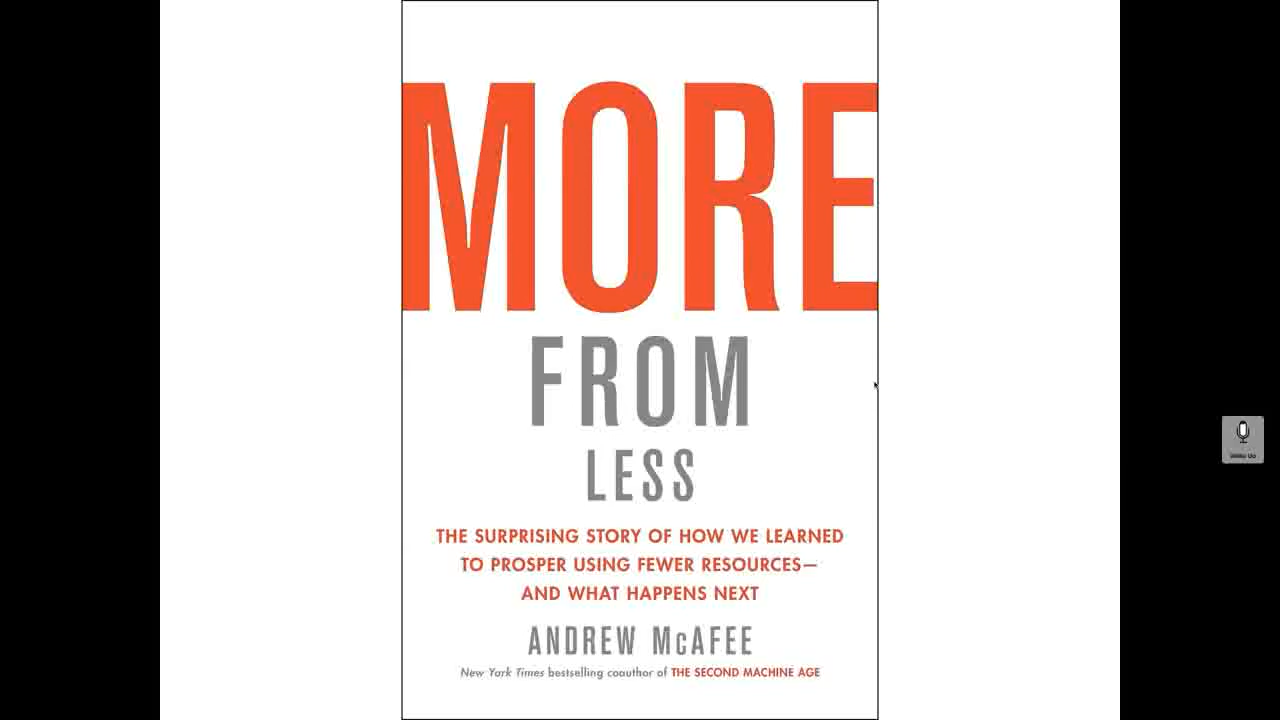 MORE
FROM
LESS
THE SURPRISING STORY OF HOW WE LEARNED
TO PROSPER USING FEWER RESOURCES—
AND WHAT HAPPENS NEXT
ANDREW McAFEE
New York Times bestselling coauthor of THE SECOND MACHINE AGE